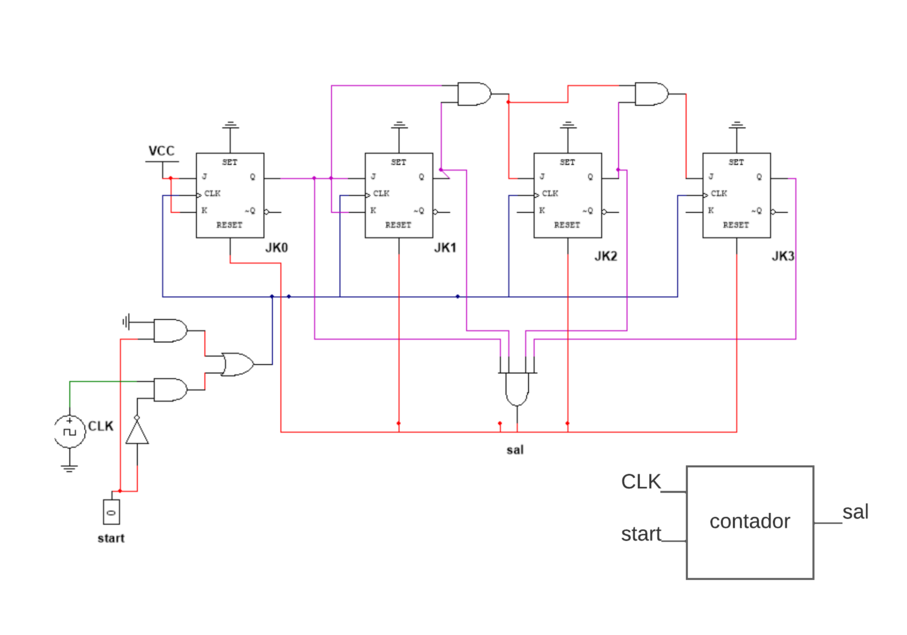 VCC
SET
J Q
CLK
K ~Q
RESET
JK0
SET
J Q
CLK
K ~Q
RESET
JK1
SET
J Q
CLK
K ~Q
RESET
JK2
SET
J Q
CLK
K ~Q
RESET
JK3
+
CLK
0
start
sal
CLK
start
contador
sal